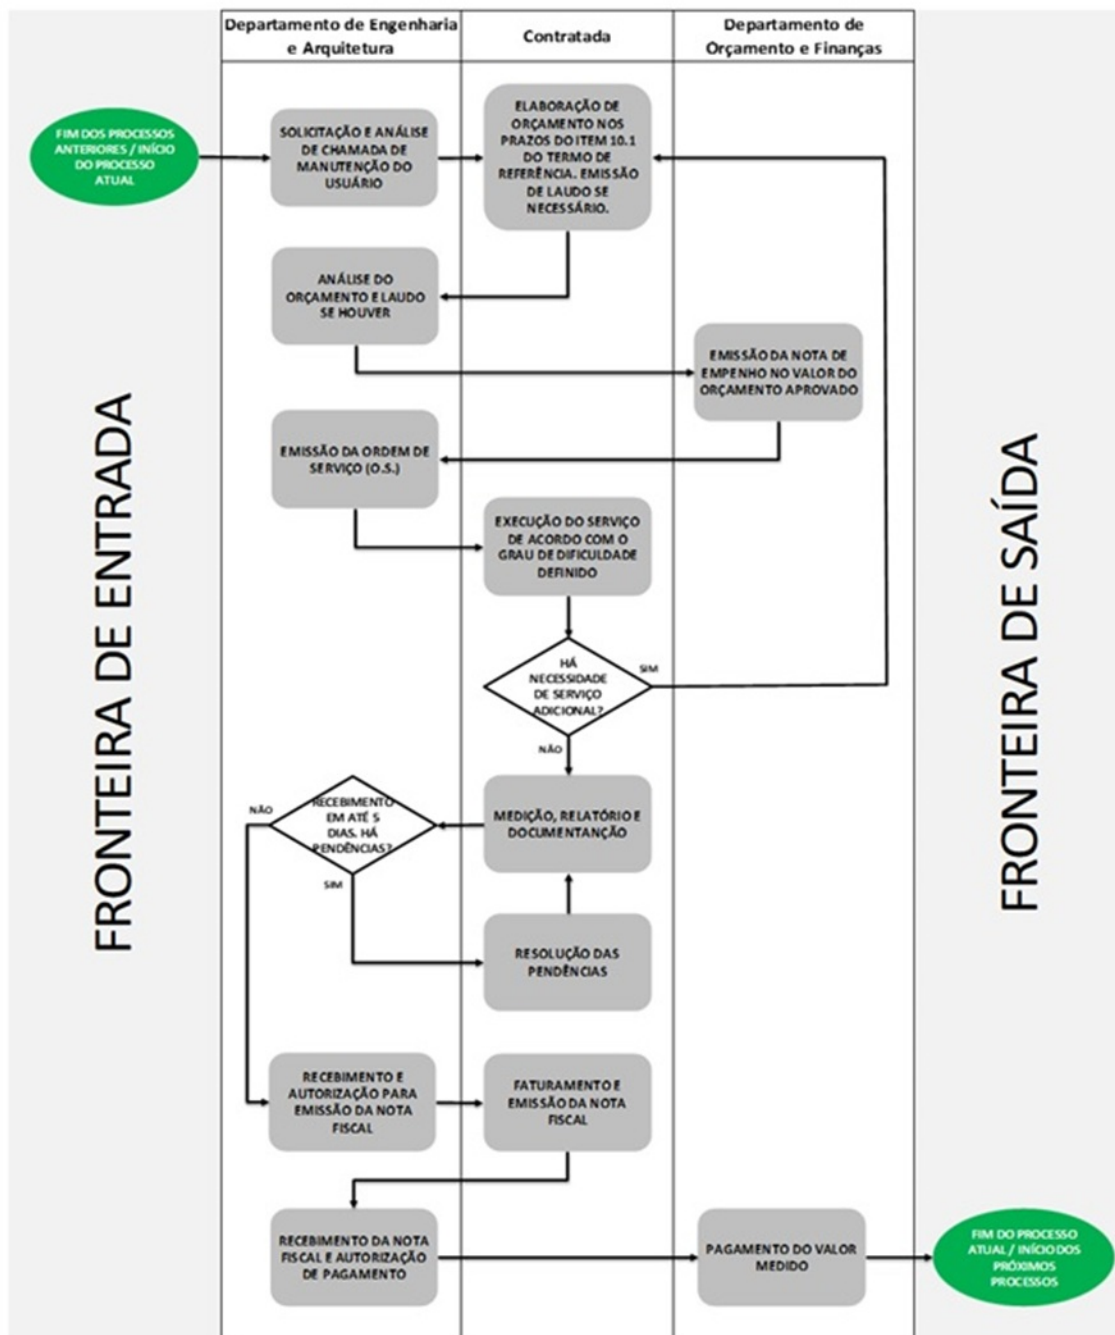 Departamento de Engenharia
e Arquitetura
Contratada
Departamento de
Orçamento e Finanças
FIM DOS PROCESSOS
ANTERIORES / INÍCIO
DO PROCESSO
ATUAL
SOLICITAÇÃO E ANÁLISE
DE CHAMADA DE
MANUTENÇÃO DO
USUÁRIO
ELABORAÇÃO DE
ORÇAMENTO NOS
PRAZOS DO ITEM 10.1
DO TERMO DE
REFERÊNCIA. EMISSÃO
DE LAUDO SE
NECESSÁRIO.
ANÁLISE DO
ORÇAMENTO E LAUDO
SE HOUVER
EMISSÃO DA NOTA DE
EMPENHO NO VALOR DO
ORÇAMENTO APROVADO
EMISSÃO DA ORDEM DE
SERVIÇO (O.S.)
EXECUÇÃO DO SERVIÇO
DE ACORDO COM O
GRAU DE DIFICULDADE
DEFINIDO
HÁ
NECESSIDADE
DE SERVIÇO
ADICIONAL?
SIM
NÃO
MEDIÇÃO, RELATÓRIO E
DOCUMENTANÇÃO
RECEBIMENTO
EM ATÉ 5
DIAS. HÁ
PENDÊNCIAS?
NÃO
SIM
RESOLUÇÃO DAS
PENDÊNCIAS
RECEBIMENTO E
AUTORIZAÇÃO PARA
EMISSÃO DA NOTA
FISCAL
FATURAMENTO E
EMISSÃO DA NOTA
FISCAL
RECEBIMENTO DA NOTA
FISCAL E AUTORIZAÇÃO
DE PAGAMENTO
PAGAMENTO DO VALOR
MEDIDO
FIM DO PROCESSO
ATUAL / INÍCIO DOS
PRÓXIMOS
PROCESSOS
FRONTEIRA DE ENTRADA
FRONTEIRA DE SAÍDA